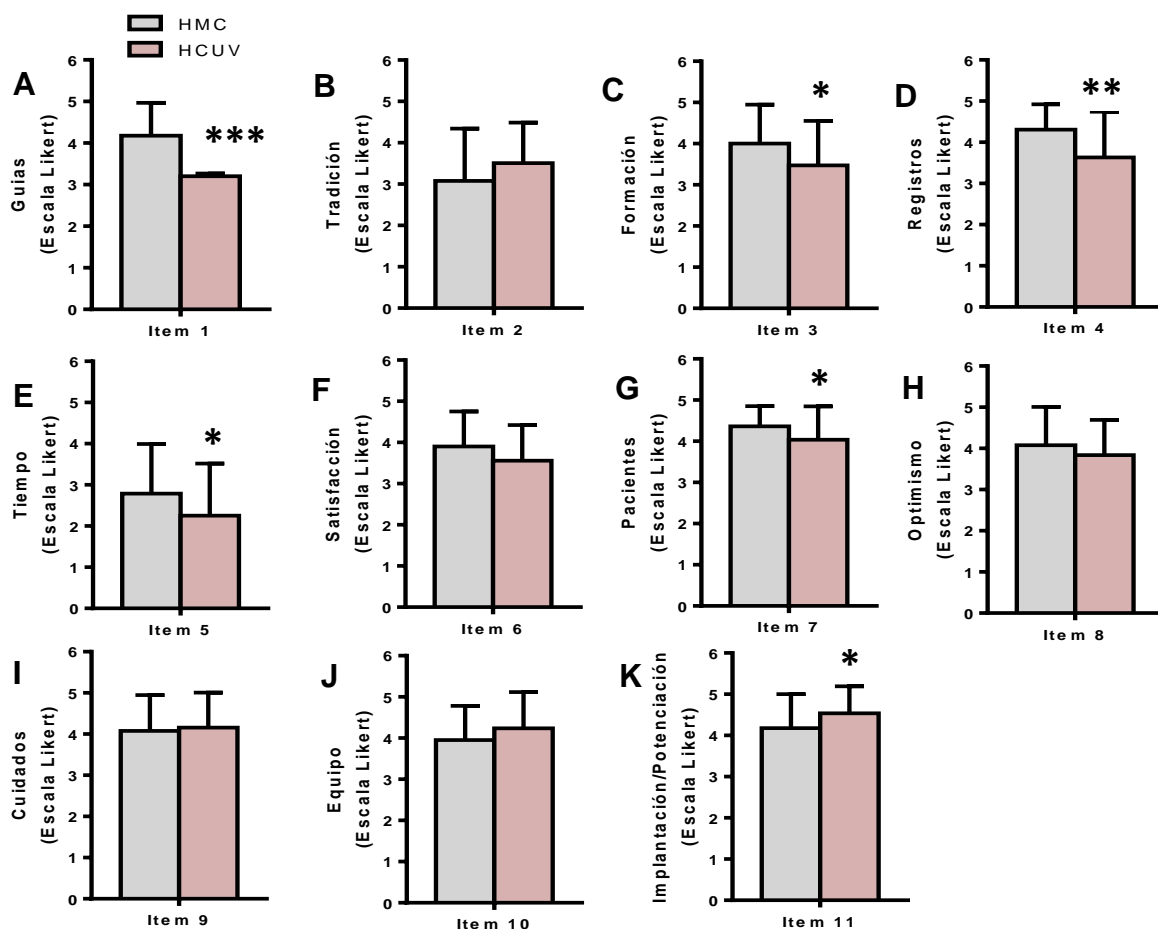 HMC
HCUV
A
Guias
(Escala Likert)
6
5
4
3
2
1
0
***
Item 1
B
Tradición
(Escala Likert)
6
5
4
3
2
1
0
Item 2
C
Formación
(Escala Likert)
6
5
4
3
2
1
0
*
Item 3
D
Registros
(Escala Likert)
6
5
4
3
2
1
0
**
Item 4
E
Tiempo
(Escala Likert)
6
5
4
3
2
1
0
*
Item 5
F
Satisfacción
(Escala Likert)
6
5
4
3
2
1
0
Item 6
G
Pacientes
(Escala Likert)
6
5
4
3
2
1
0
*
Item 7
H
Optimismo
(Escala Likert)
6
5
4
3
2
1
0
Item 8
I
Cuidados
(Escala Likert)
6
5
4
3
2
1
0
Item 9
J
Equipo
(Escala Likert)
6
5
4
3
2
1
0
Item 10
K
Implantación/Potenciación
(Escala Likert)
6
5
4
3
2
1
0
*
Item 11